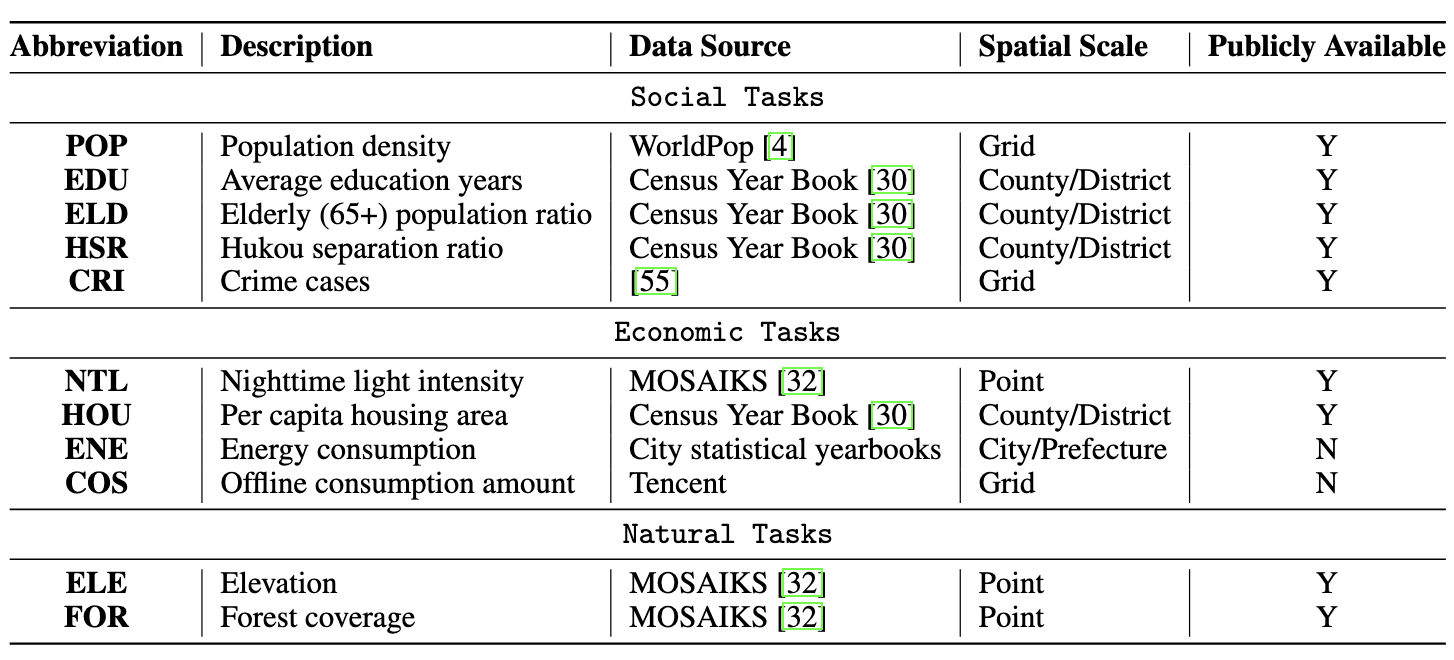 Abbreviation Description Data Source Spatial Scale Publicly Available
Social Tasks
POP Population density WorldPop [4] Grid Y
EDU Average education years Census Year Book [30] County/District Y
ELD Elderly (65+) population ratio Census Year Book [30] County/District Y
HSR Hukou separation ratio Census Year Book [30] County/District Y
CRI Crime cases [55] Grid Y
Economic Tasks
NTL Nighttime light intensity MOSAIKS [32] Point Y
HOU Per capita housing area Census Year Book [30] County/District Y
ENE Energy consumption City statistical yearbooks City/Prefecture N
COS Offline consumption amount Tencent Grid N
Natural Tasks
ELE Elevation MOSAIKS [32] Point Y
FOR Forest coverage MOSAIKS [32] Point Y